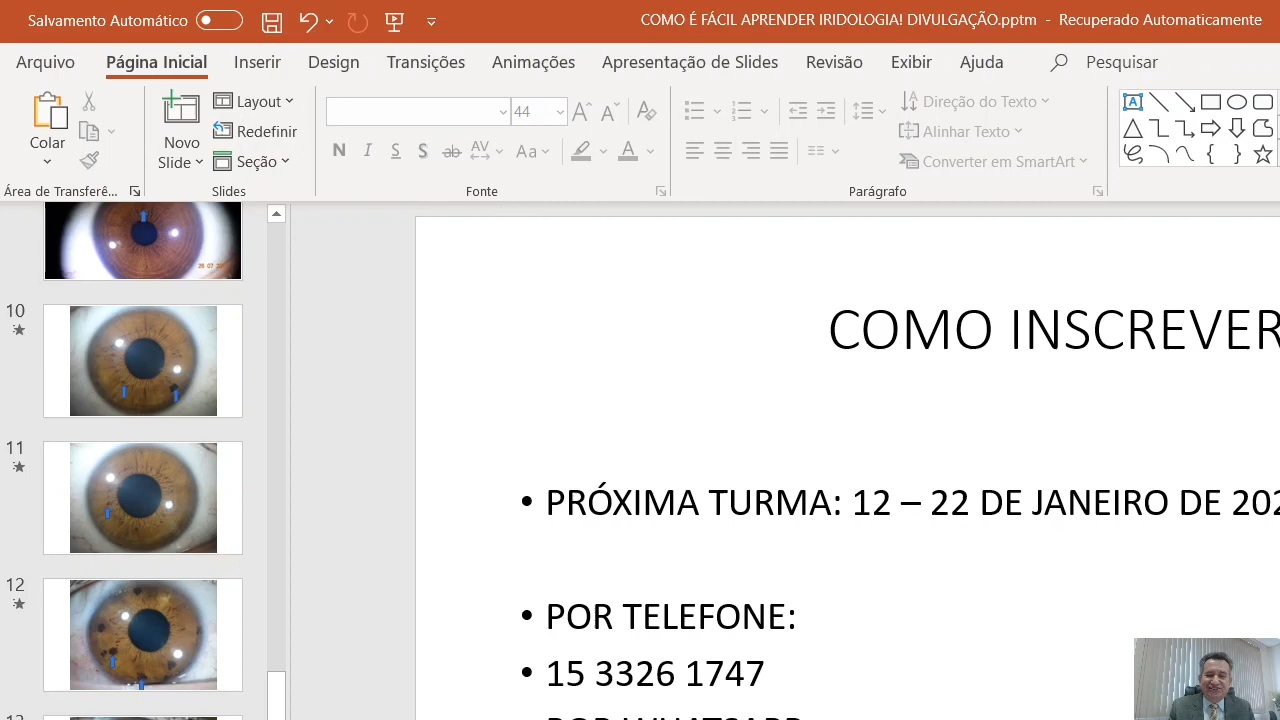 Salvamento Automático
COMO É FÁCIL APRENDER IRIDOLOGIA! DIVULGAÇÃO.pptm - Recuperado Automaticamente
Arquivo Página Inicial Inserir Design Transições Animações Apresentação de Slides Revisão Exibir Ajuda Pesquisar
Colar
Novo
Slide
Layout
Redefinir
Seção
44
N I S S ab AV Aa A
Direção do Texto
Alinhar Texto
Converter em SmartArt
Área de Transferê... Slides Fonte Parágrafo
10
11
12
COMO INSCREVER
• PRÓXIMA TURMA: 12 – 22 DE JANEIRO DE 202
• POR TELEFONE:
• 15 3326 1747